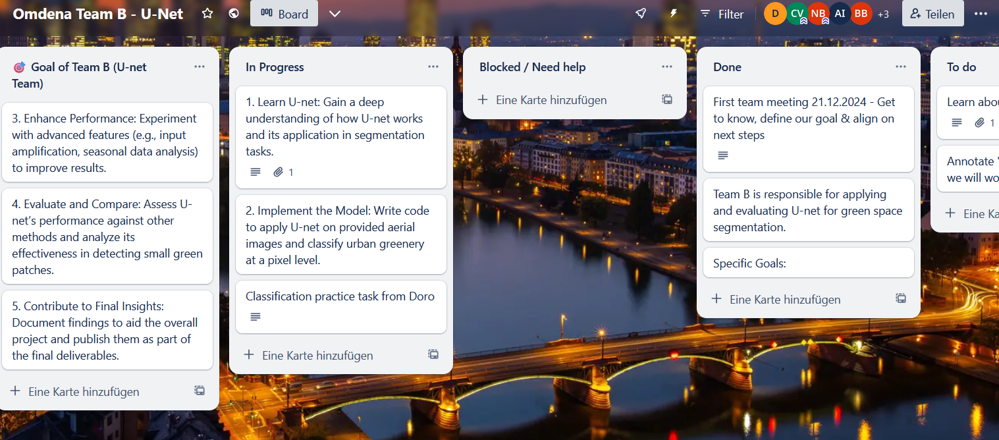 Omdena Team B - U-Net
Board
Filter
D
CV
NB
AI
BB
+3
Teilen
Goal of Team B (U-net
Team)
3. Enhance Performance: Experiment
with advanced features (e.g., input
amplification, seasonal data analysis)
to improve results.
4. Evaluate and Compare: Assess U-
net’s performance against other
methods and analyze its
effectiveness in detecting small green
patches.
5. Contribute to Final Insights:
Document findings to aid the overall
project and publish them as part of
the final deliverables.
Eine Karte hinzufügen
In Progress
1. Learn U-net: Gain a deep
understanding of how U-net works
and its application in segmentation
tasks.
1
2. Implement the Model: Write code
to apply U-net on provided aerial
images and classify urban greenery
at a pixel level.
Classification practice task from Doro
Eine Karte hinzufügen
Blocked / Need help
Eine Karte hinzufügen
Done
First team meeting 21.12.2024 - Get
to know, define our goal & align on
next steps
Team B is responsible for applying
and evaluating U-net for green space
segmentation.
Specific Goals:
Eine Karte hinzufügen
To do
Learn
1
Annotate
we will
Eine